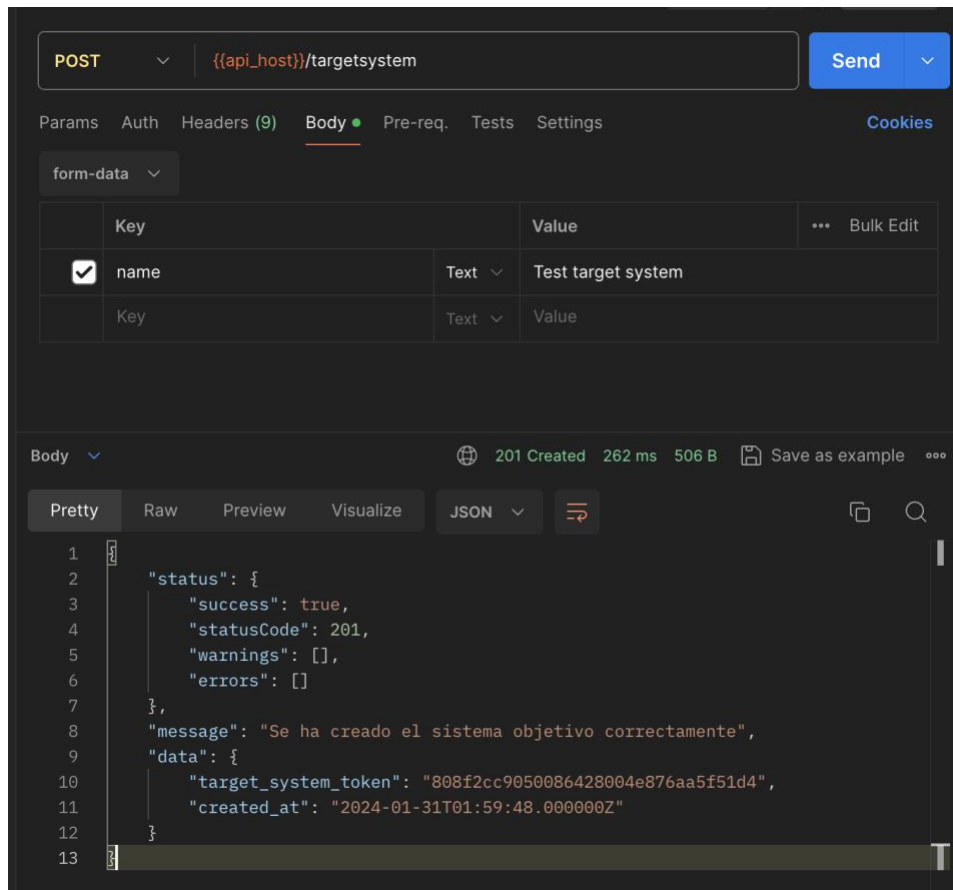 POST {{api_host}}/targetsystem Send
Params Auth Headers (9) Body Pre-req. Tests Settings Cookies
form-data
Key Value Bulk Edit
name Text Test target system
Key Text Value
Body 201 Created 262 ms 506 B Save as example
Pretty Raw Preview Visualize JSON
1 {
2 "status": {
3 "success": true,
4 "statusCode": 201,
5 "warnings": [],
6 "errors": []
7 },
8 "message": "Se ha creado el sistema objetivo correctamente",
9 "data": {
10 "target_system_token": "808f2cc9050086428004e876aa5f51d4",
11 "created_at": "2024-01-31T01:59:48.000000Z"
12 }
13 }